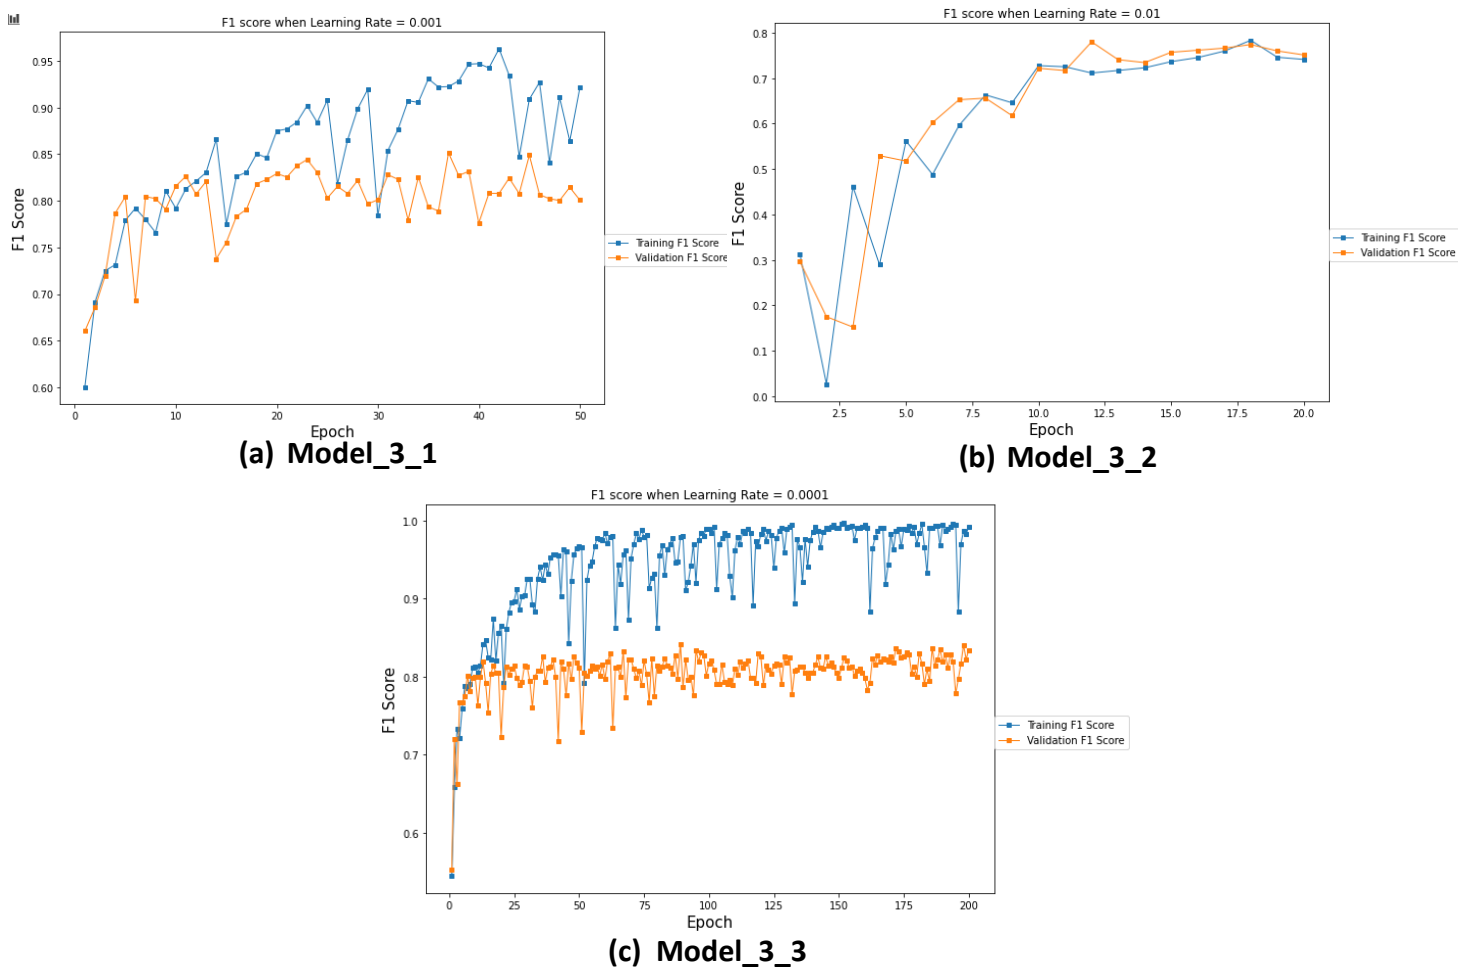 F1 score when Learning Rate = 0.001
0.95
0.90
0.85
0.80
0.75
0.70
0.65
0.60
F1 Score
0
10
20
30
40
50
Epoch
Training F1 Score
Validation F1 Score
(a) Model_3_1
F1 score when Learning Rate = 0.01
0.8
0.7
0.6
0.5
0.4
0.3
0.2
0.1
0.0
F1 Score
2.5
5.0
7.5
10.0
12.5
15.0
17.5
20.0
Epoch
Training F1 Score
Validation F1 Score
(b) Model_3_2
F1 score when Learning Rate = 0.0001
1.0
0.9
0.8
0.7
0.6
F1 Score
0
25
50
75
100
125
150
175
200
Epoch
Training F1 Score
Validation F1 Score
(c) Model_3_3